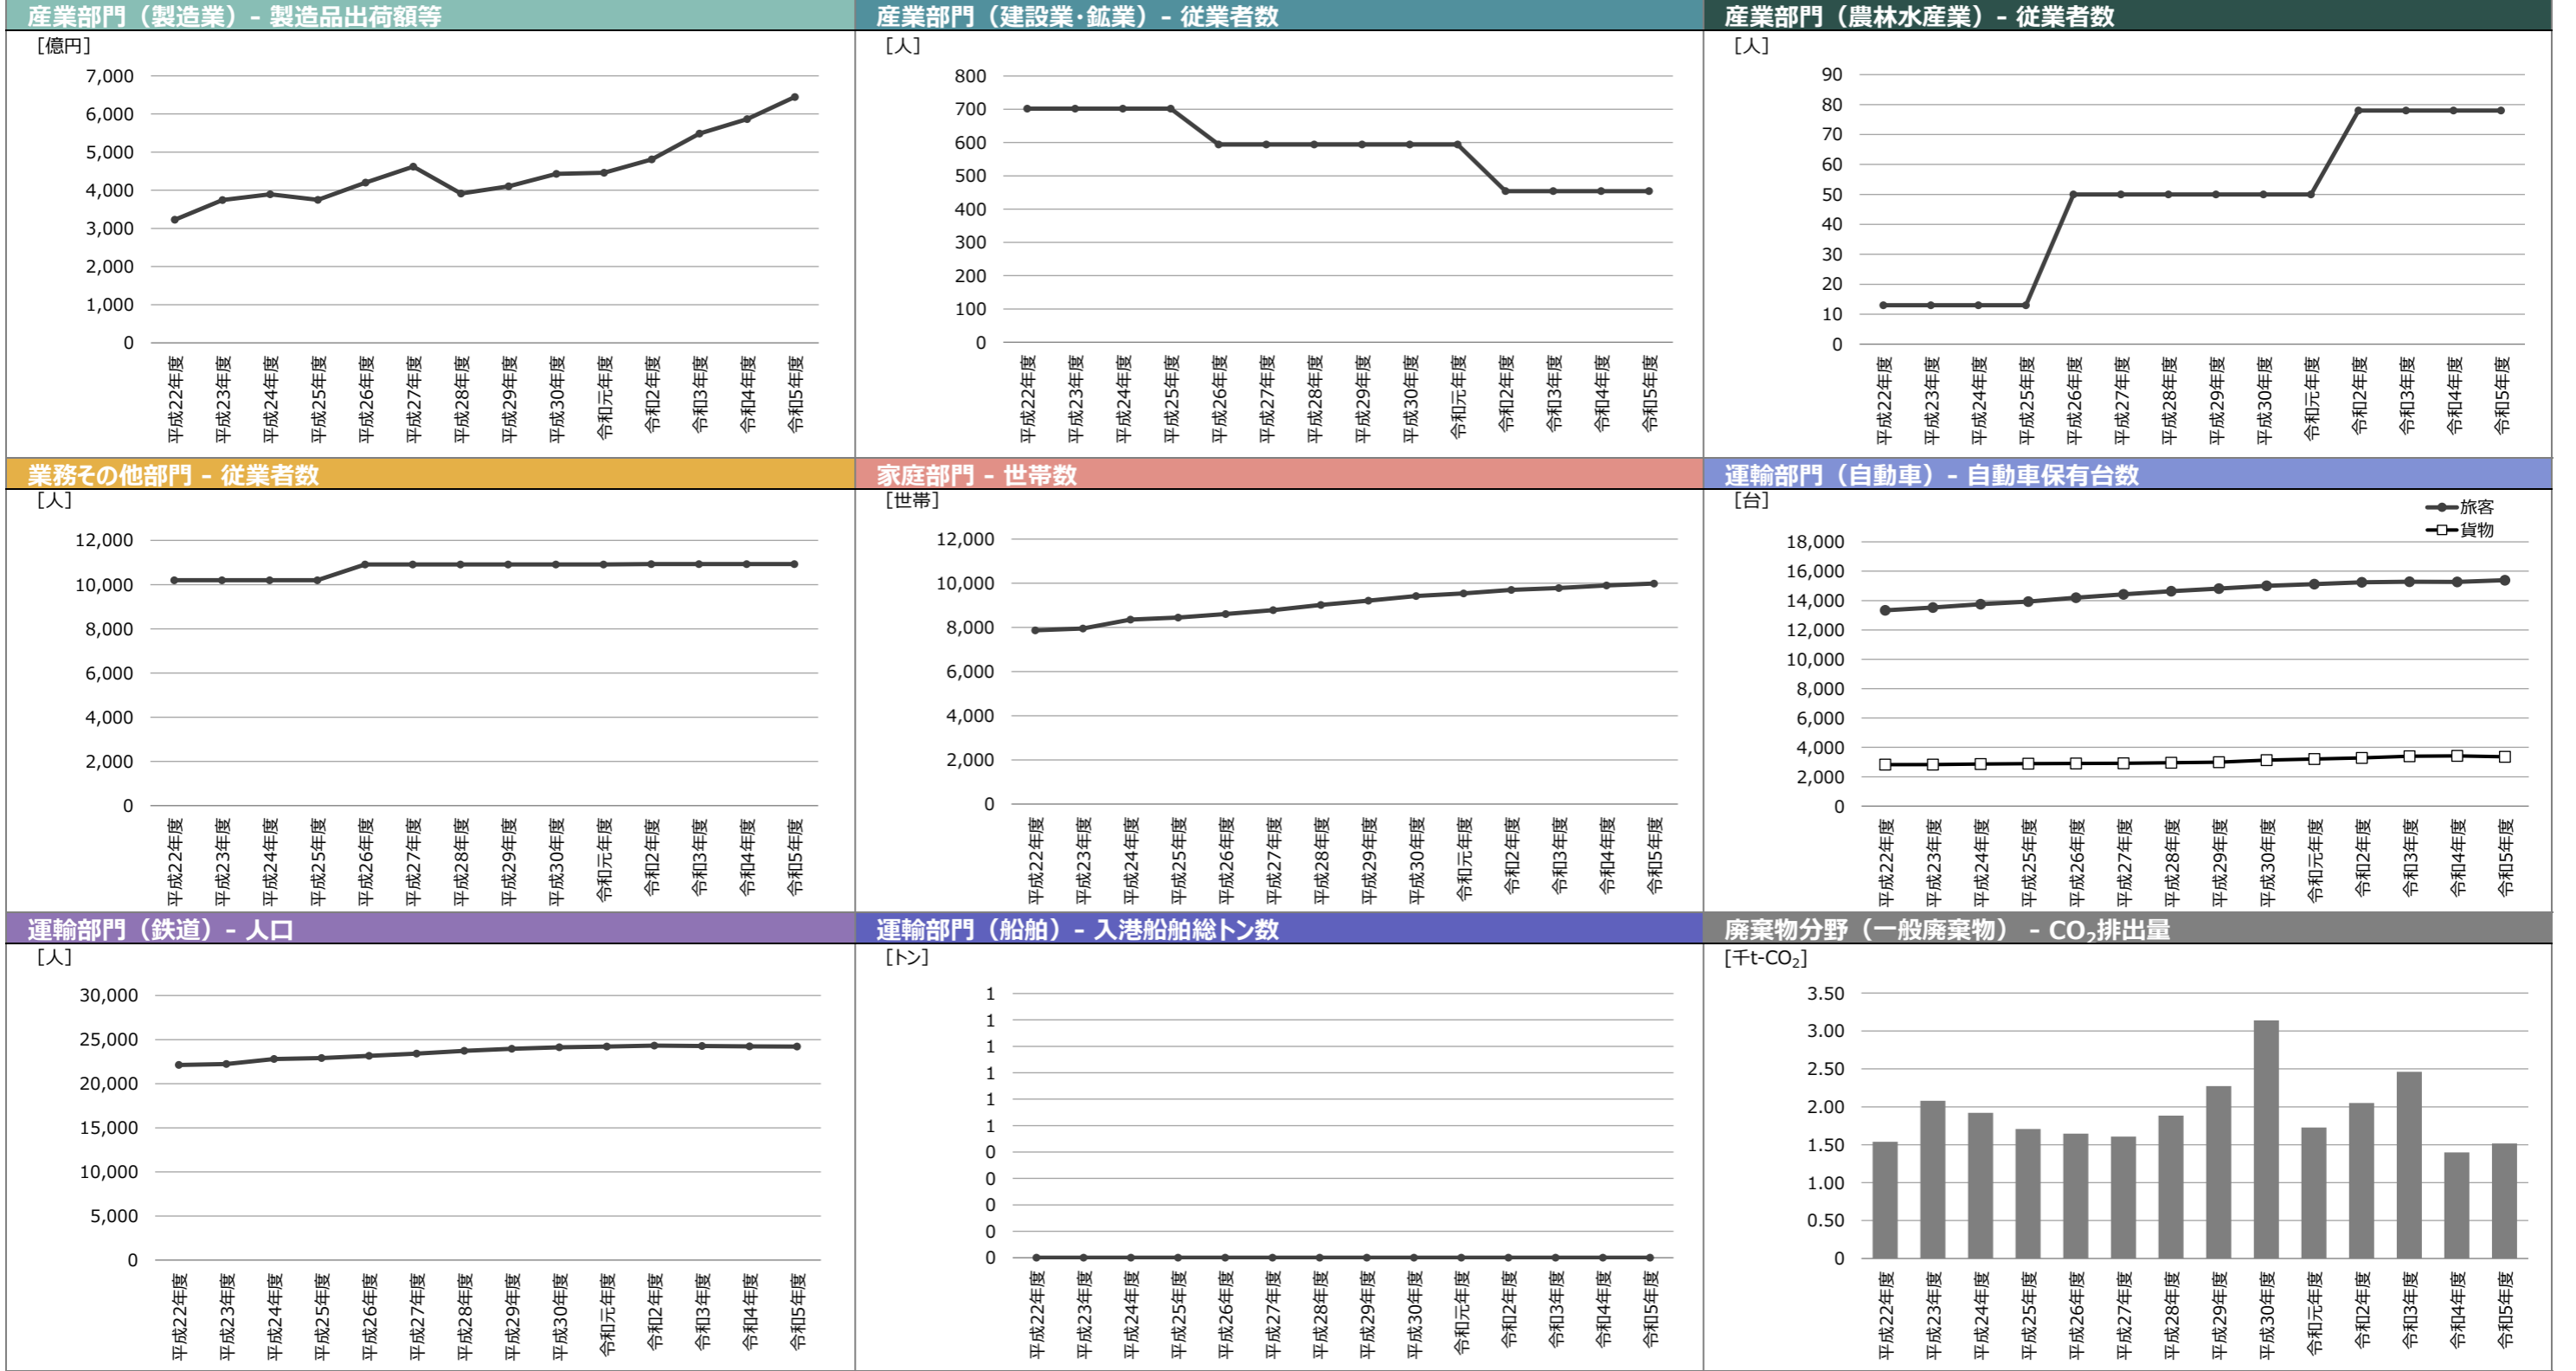 産業部門（製造業）- 製造品出荷額等
[億円]
7,000
6,000
5,000
4,000
3,000
2,000
1,000
0
平成22年度
平成23年度
平成24年度
平成25年度
平成26年度
平成27年度
平成28年度
平成29年度
平成30年度
令和元年度
令和2年度
令和3年度
令和4年度
令和5年度
産業部門（建設業・鉱業）- 従業者数
[人]
800
700
600
500
400
300
200
100
0
平成22年度
平成23年度
平成24年度
平成25年度
平成26年度
平成27年度
平成28年度
平成29年度
平成30年度
令和元年度
令和2年度
令和3年度
令和4年度
令和5年度
産業部門（農林水産業）- 従業者数
[人]
90
80
70
60
50
40
30
20
10
0
平成22年度
平成23年度
平成24年度
平成25年度
平成26年度
平成27年度
平成28年度
平成29年度
平成30年度
令和元年度
令和2年度
令和3年度
令和4年度
令和5年度
業務その他部門 - 従業者数
[人]
12,000
10,000
8,000
6,000
4,000
2,000
0
平成22年度
平成23年度
平成24年度
平成25年度
平成26年度
平成27年度
平成28年度
平成29年度
平成30年度
令和元年度
令和2年度
令和3年度
令和4年度
令和5年度
家庭部門 - 世帯数
[世帯]
12,000
10,000
8,000
6,000
4,000
2,000
0
平成22年度
平成23年度
平成24年度
平成25年度
平成26年度
平成27年度
平成28年度
平成29年度
平成30年度
令和元年度
令和2年度
令和3年度
令和4年度
令和5年度
運輸部門（自動車）- 自動車保有台数
[台]
旅客
貨物
18,000
16,000
14,000
12,000
10,000
8,000
6,000
4,000
2,000
0
平成22年度
平成23年度
平成24年度
平成25年度
平成26年度
平成27年度
平成28年度
平成29年度
平成30年度
令和元年度
令和2年度
令和3年度
令和4年度
令和5年度
運輸部門（鉄道）- 人口
[人]
30,000
25,000
20,000
15,000
10,000
5,000
0
平成22年度
平成23年度
平成24年度
平成25年度
平成26年度
平成27年度
平成28年度
平成29年度
平成30年度
令和元年度
令和2年度
令和3年度
令和4年度
令和5年度
運輸部門（船舶）- 入港船舶総トン数
[トン]
1
1
1
1
1
1
0
0
0
0
0
平成22年度
平成23年度
平成24年度
平成25年度
平成26年度
平成27年度
平成28年度
平成29年度
平成30年度
令和元年度
令和2年度
令和3年度
令和4年度
令和5年度
廃棄物分野（一般廃棄物） - CO₂排出量
[千t-CO₂]
3.50
3.00
2.50
2.00
1.50
1.00
0.50
0
平成22年度
平成23年度
平成24年度
平成25年度
平成26年度
平成27年度
平成28年度
平成29年度
平成30年度
令和元年度
令和2年度
令和3年度
令和4年度
令和5年度